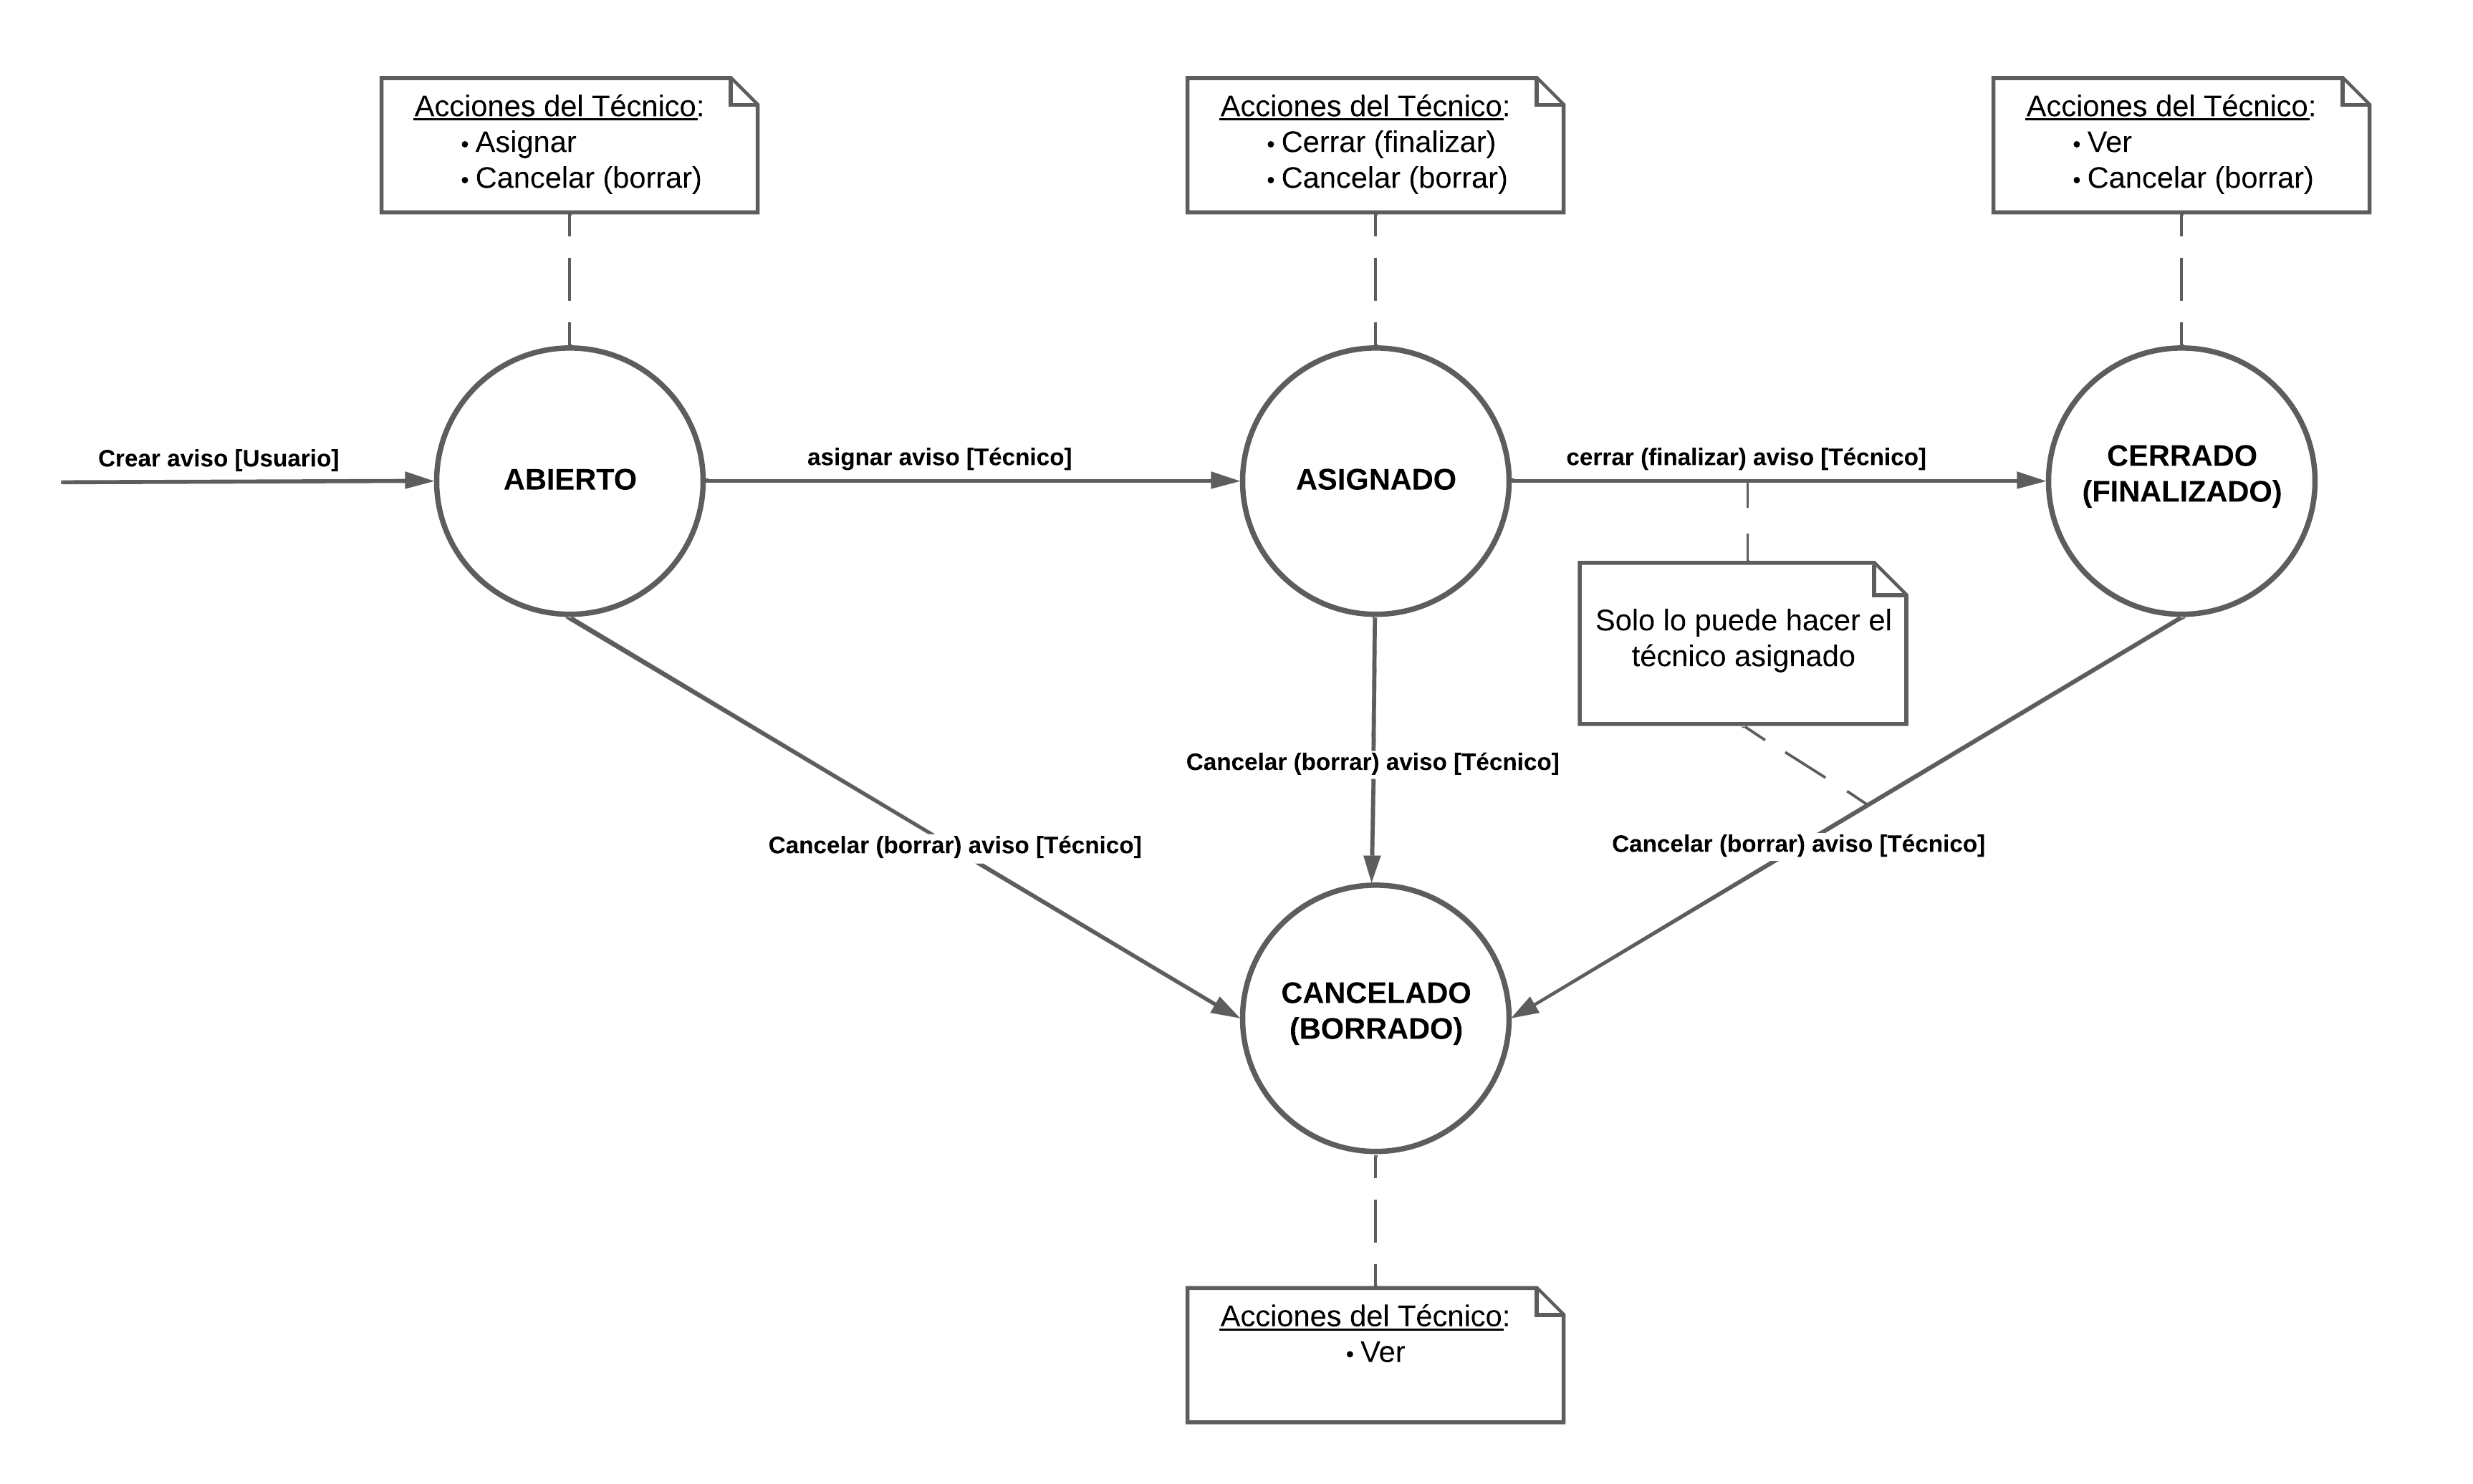 Acciones del Técnico:
• Asignar
• Cancelar (borrar)
Acciones del Técnico:
• Cerrar (finalizar)
• Cancelar (borrar)
Acciones del Técnico:
• Ver
• Cancelar (borrar)
Crear aviso [Usuario]
ABIERTO
asignar aviso [Técnico]
ASIGNADO
cerrar (finalizar) aviso [Técnico]
CERRADO
(FINALIZADO)
Solo lo puede hacer el
técnico asignado
Cancelar (borrar) aviso [Técnico]
Cancelar (borrar) aviso [Técnico]
Cancelar (borrar) aviso [Técnico]
CANCELADO
(BORRADO)
Acciones del Técnico:
• Ver